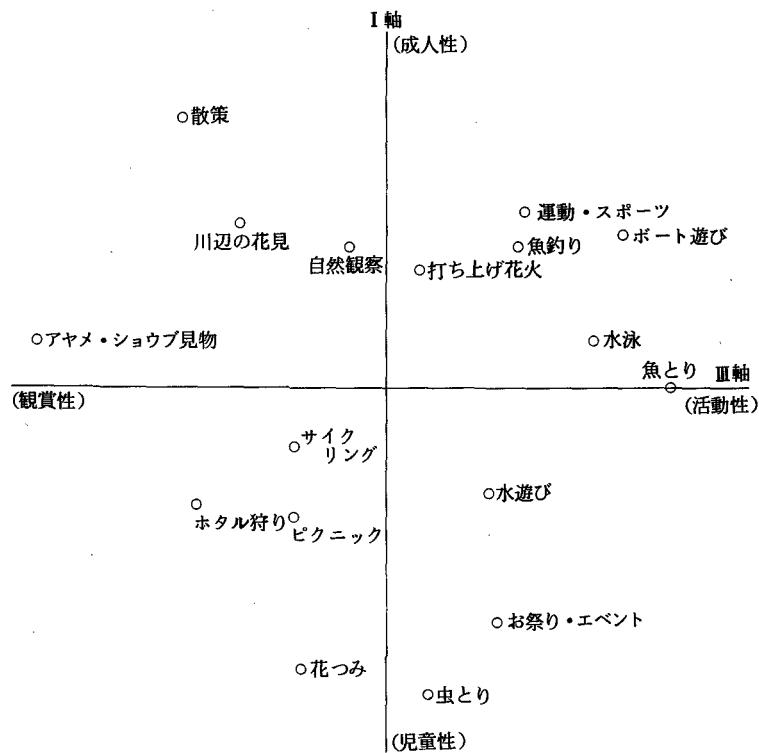 I 軸
(成人性)
散策
運動・スポーツ
川辺の花見
ボート遊び
魚釣り
自然観察
打ち上げ花火
アヤメ・ショウブ見物
水泳
魚とり
III軸
(観賞性)
(活動性)
サイク
リング
水遊び
ホタル狩り
ピクニック
お祭り・エベント
花つみ
虫とり
(児童性)